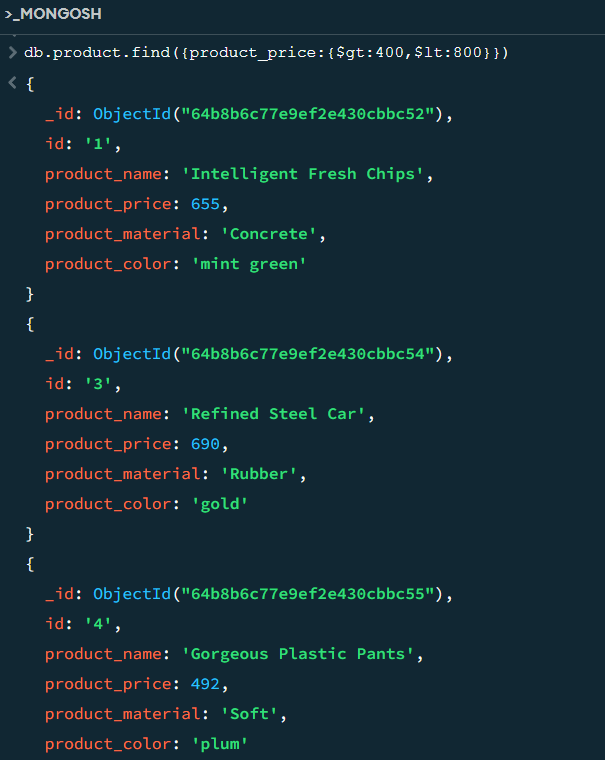 >_MONGOSH
> db.product.find({product_price:{$gt:400,$lt:800}})
< {
_id: ObjectId("64b8b6c77e9ef2e430cbbc52"),
id: '1',
product_name: 'Intelligent Fresh Chips',
product_price: 655,
product_material: 'Concrete',
product_color: 'mint green'
}
{
_id: ObjectId("64b8b6c77e9ef2e430cbbc54"),
id: '3',
product_name: 'Refined Steel Car',
product_price: 690,
product_material: 'Rubber',
product_color: 'gold'
}
{
_id: ObjectId("64b8b6c77e9ef2e430cbbc55"),
id: '4',
product_name: 'Gorgeous Plastic Pants',
product_price: 492,
product_material: 'Soft',
product_color: 'plum'